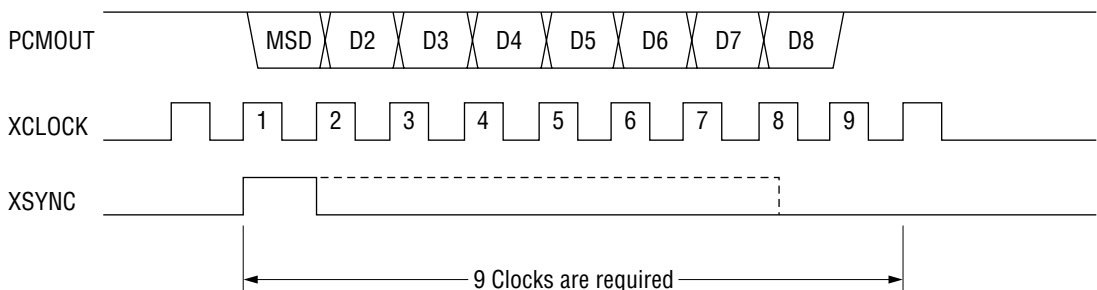 PCMOUT MSD D2 D3 D4 D5 D6 D7 D8
XCLOCK 1 2 3 4 5 6 7 8 9
XSYNC
9 Clocks are required